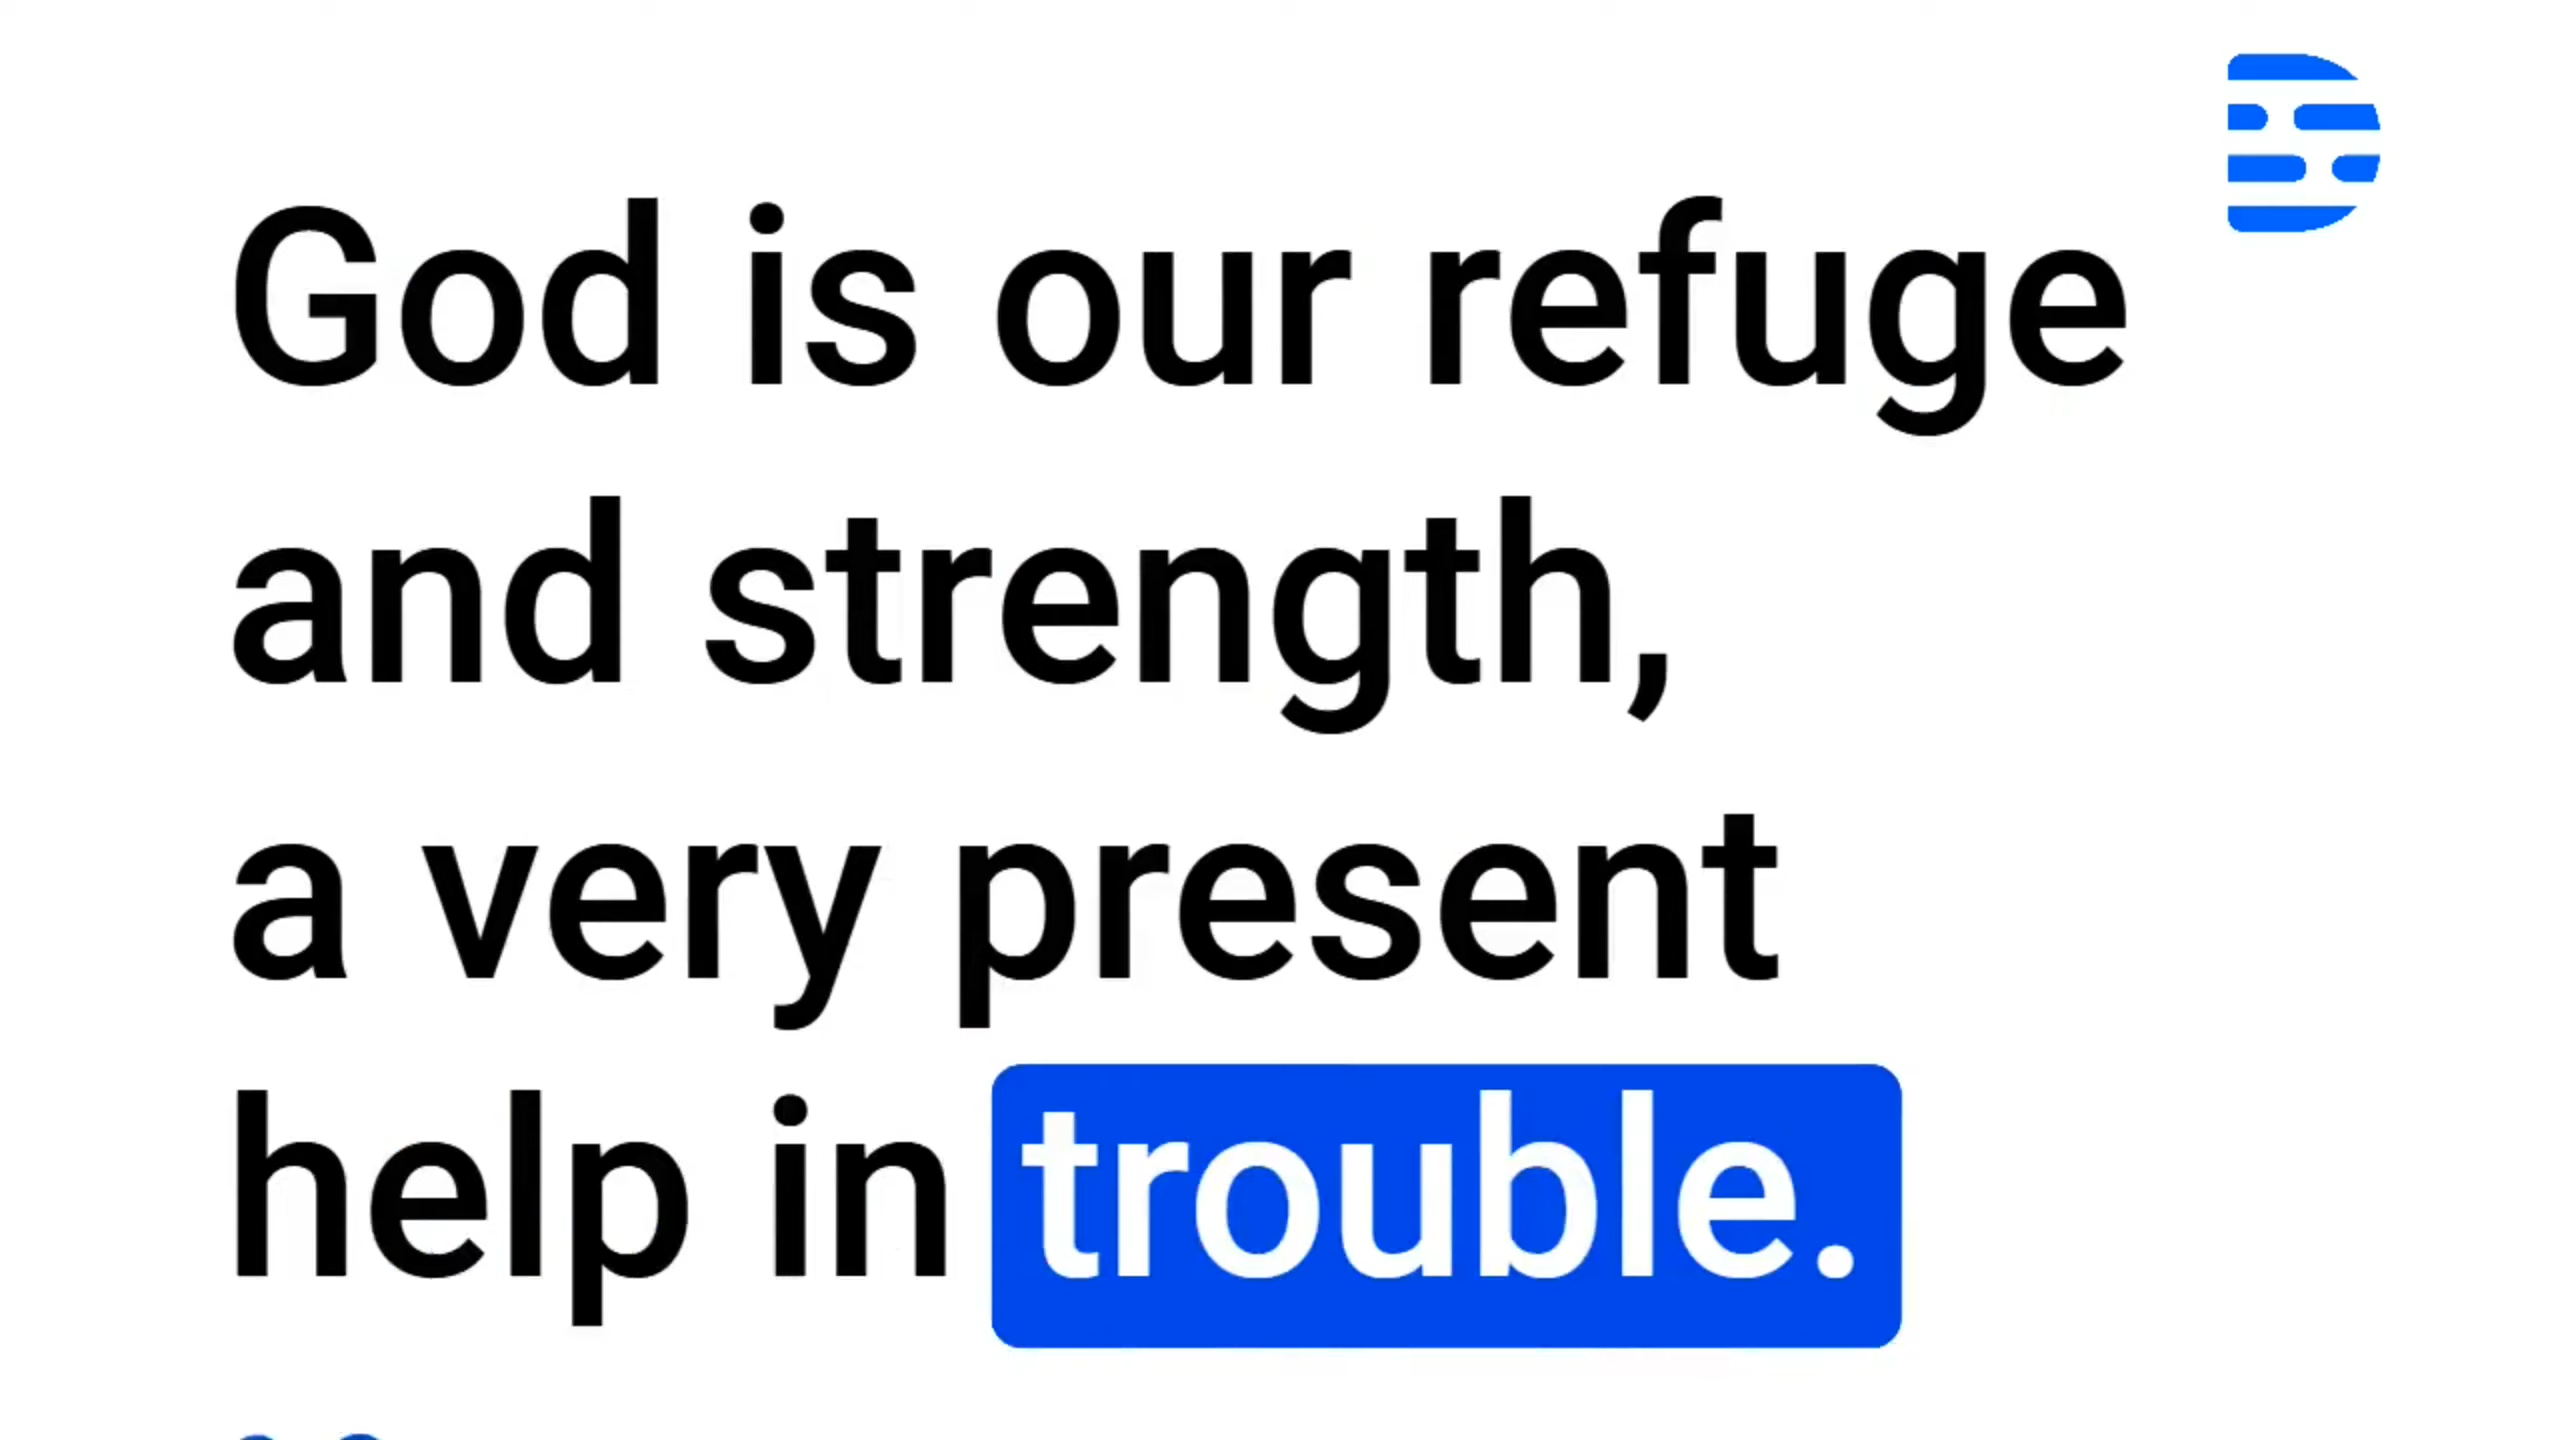 God is our refuge
and strength,
a very present
help in trouble.